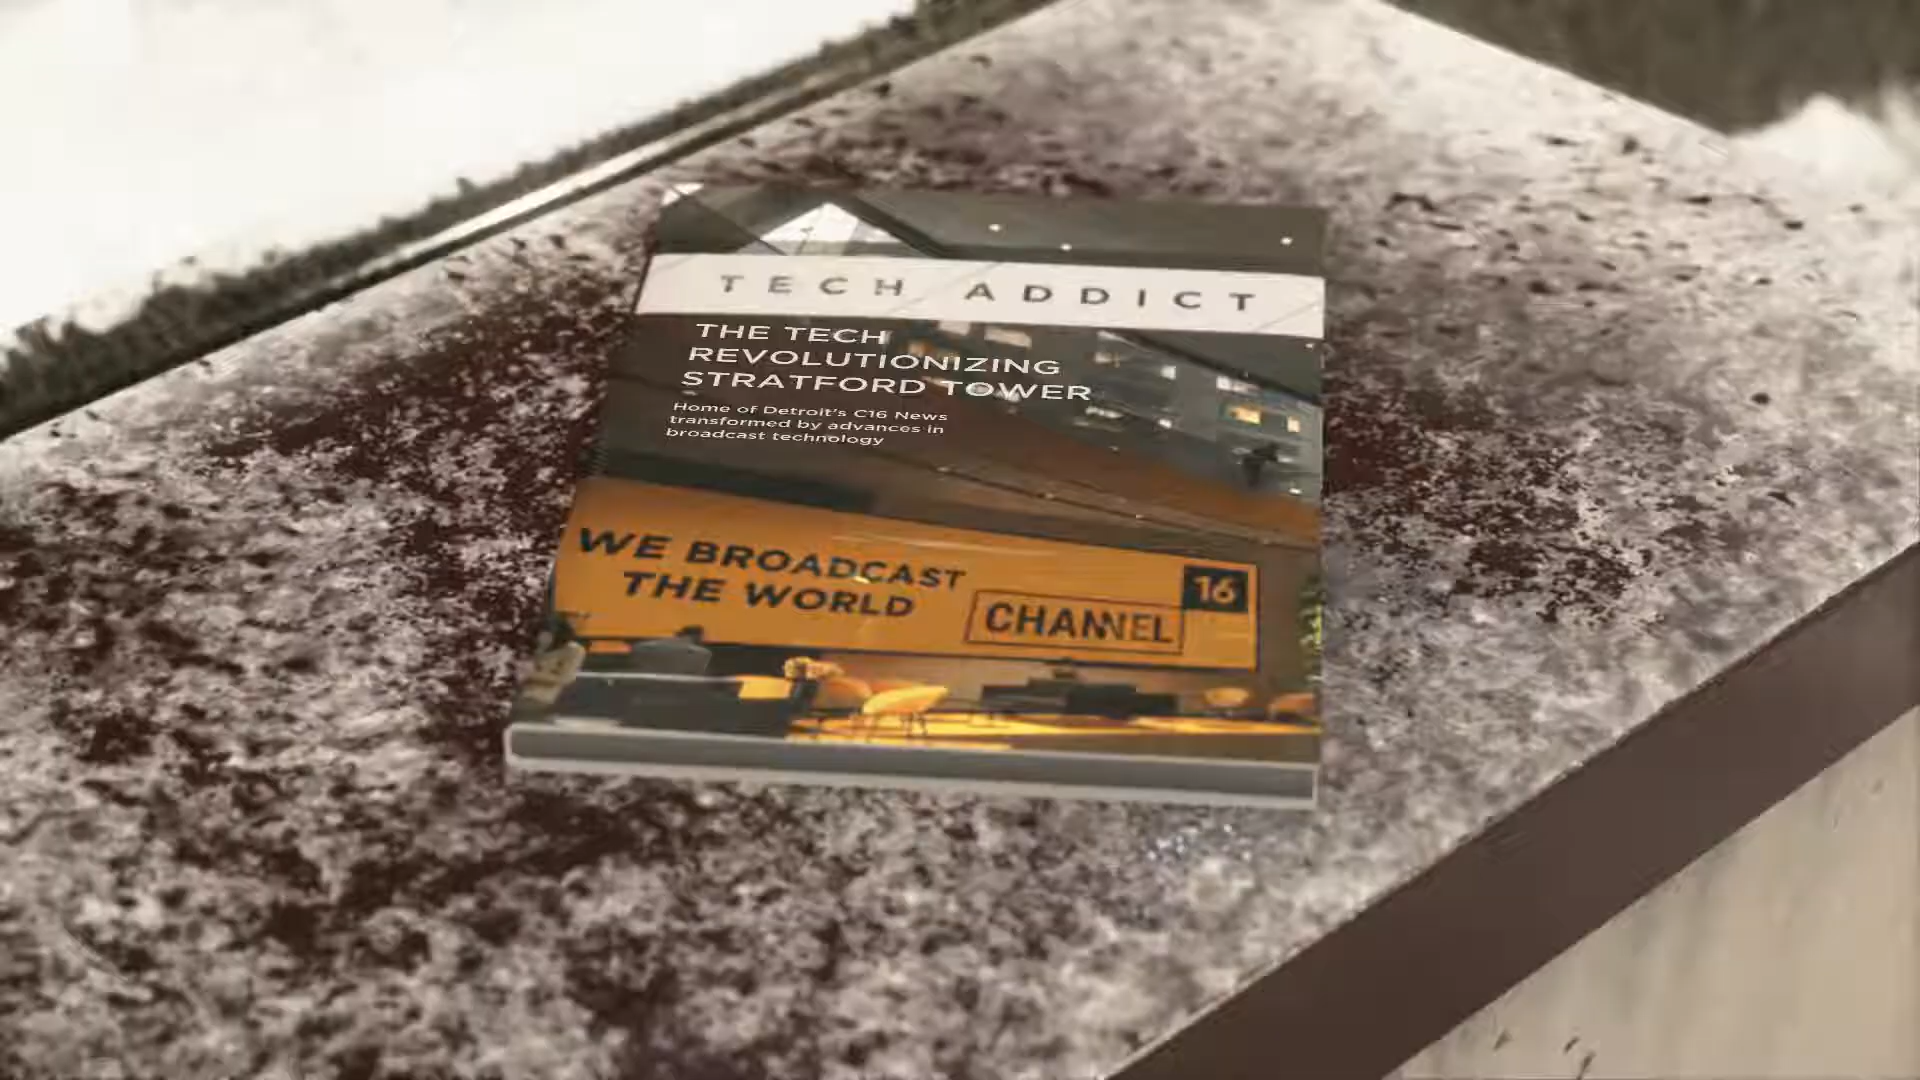 TECH ADDICT
THE TECH
REVOLUTIONIZING
STRATFORD TOWER
Home of Detroit's C16 News
transformed by advances in
broadcast technology
WE BROADCAST
THE WORLD
CHANNEL
16